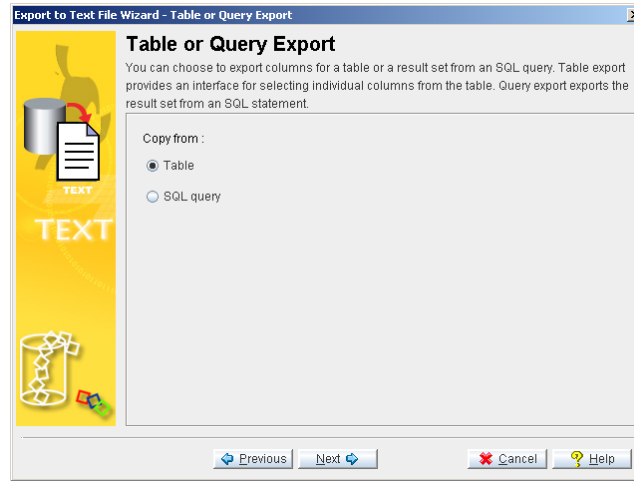 Export to Text File Wizard - Table or Query Export
Table or Query Export
You can choose to export columns for a table or a result set from an SQL query. Table export
provides an interface for selecting individual columns from the table. Query export exports the
result set from an SQL statement.
Copy from :
Table
SQL query
TEXT
TEXT
Previous Next Cancel Help